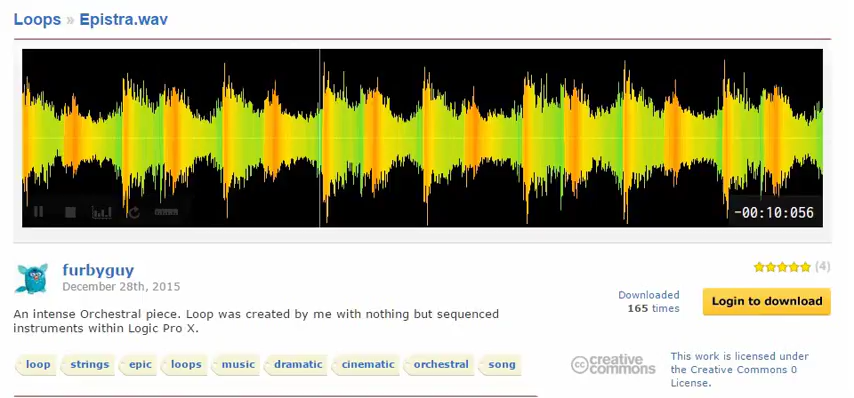 Loops » Epistra.wav
-00:10:056
furbyguy
December 28th, 2015
(4)
Downloaded
165 times
Login to download
An intense Orchestral piece. Loop was created by me with nothing but sequenced
instruments within Logic Pro X.
loop strings epic loops music dramatic cinematic orchestral song
cc creative commons
This work is licensed under
the Creative Commons 0
License.